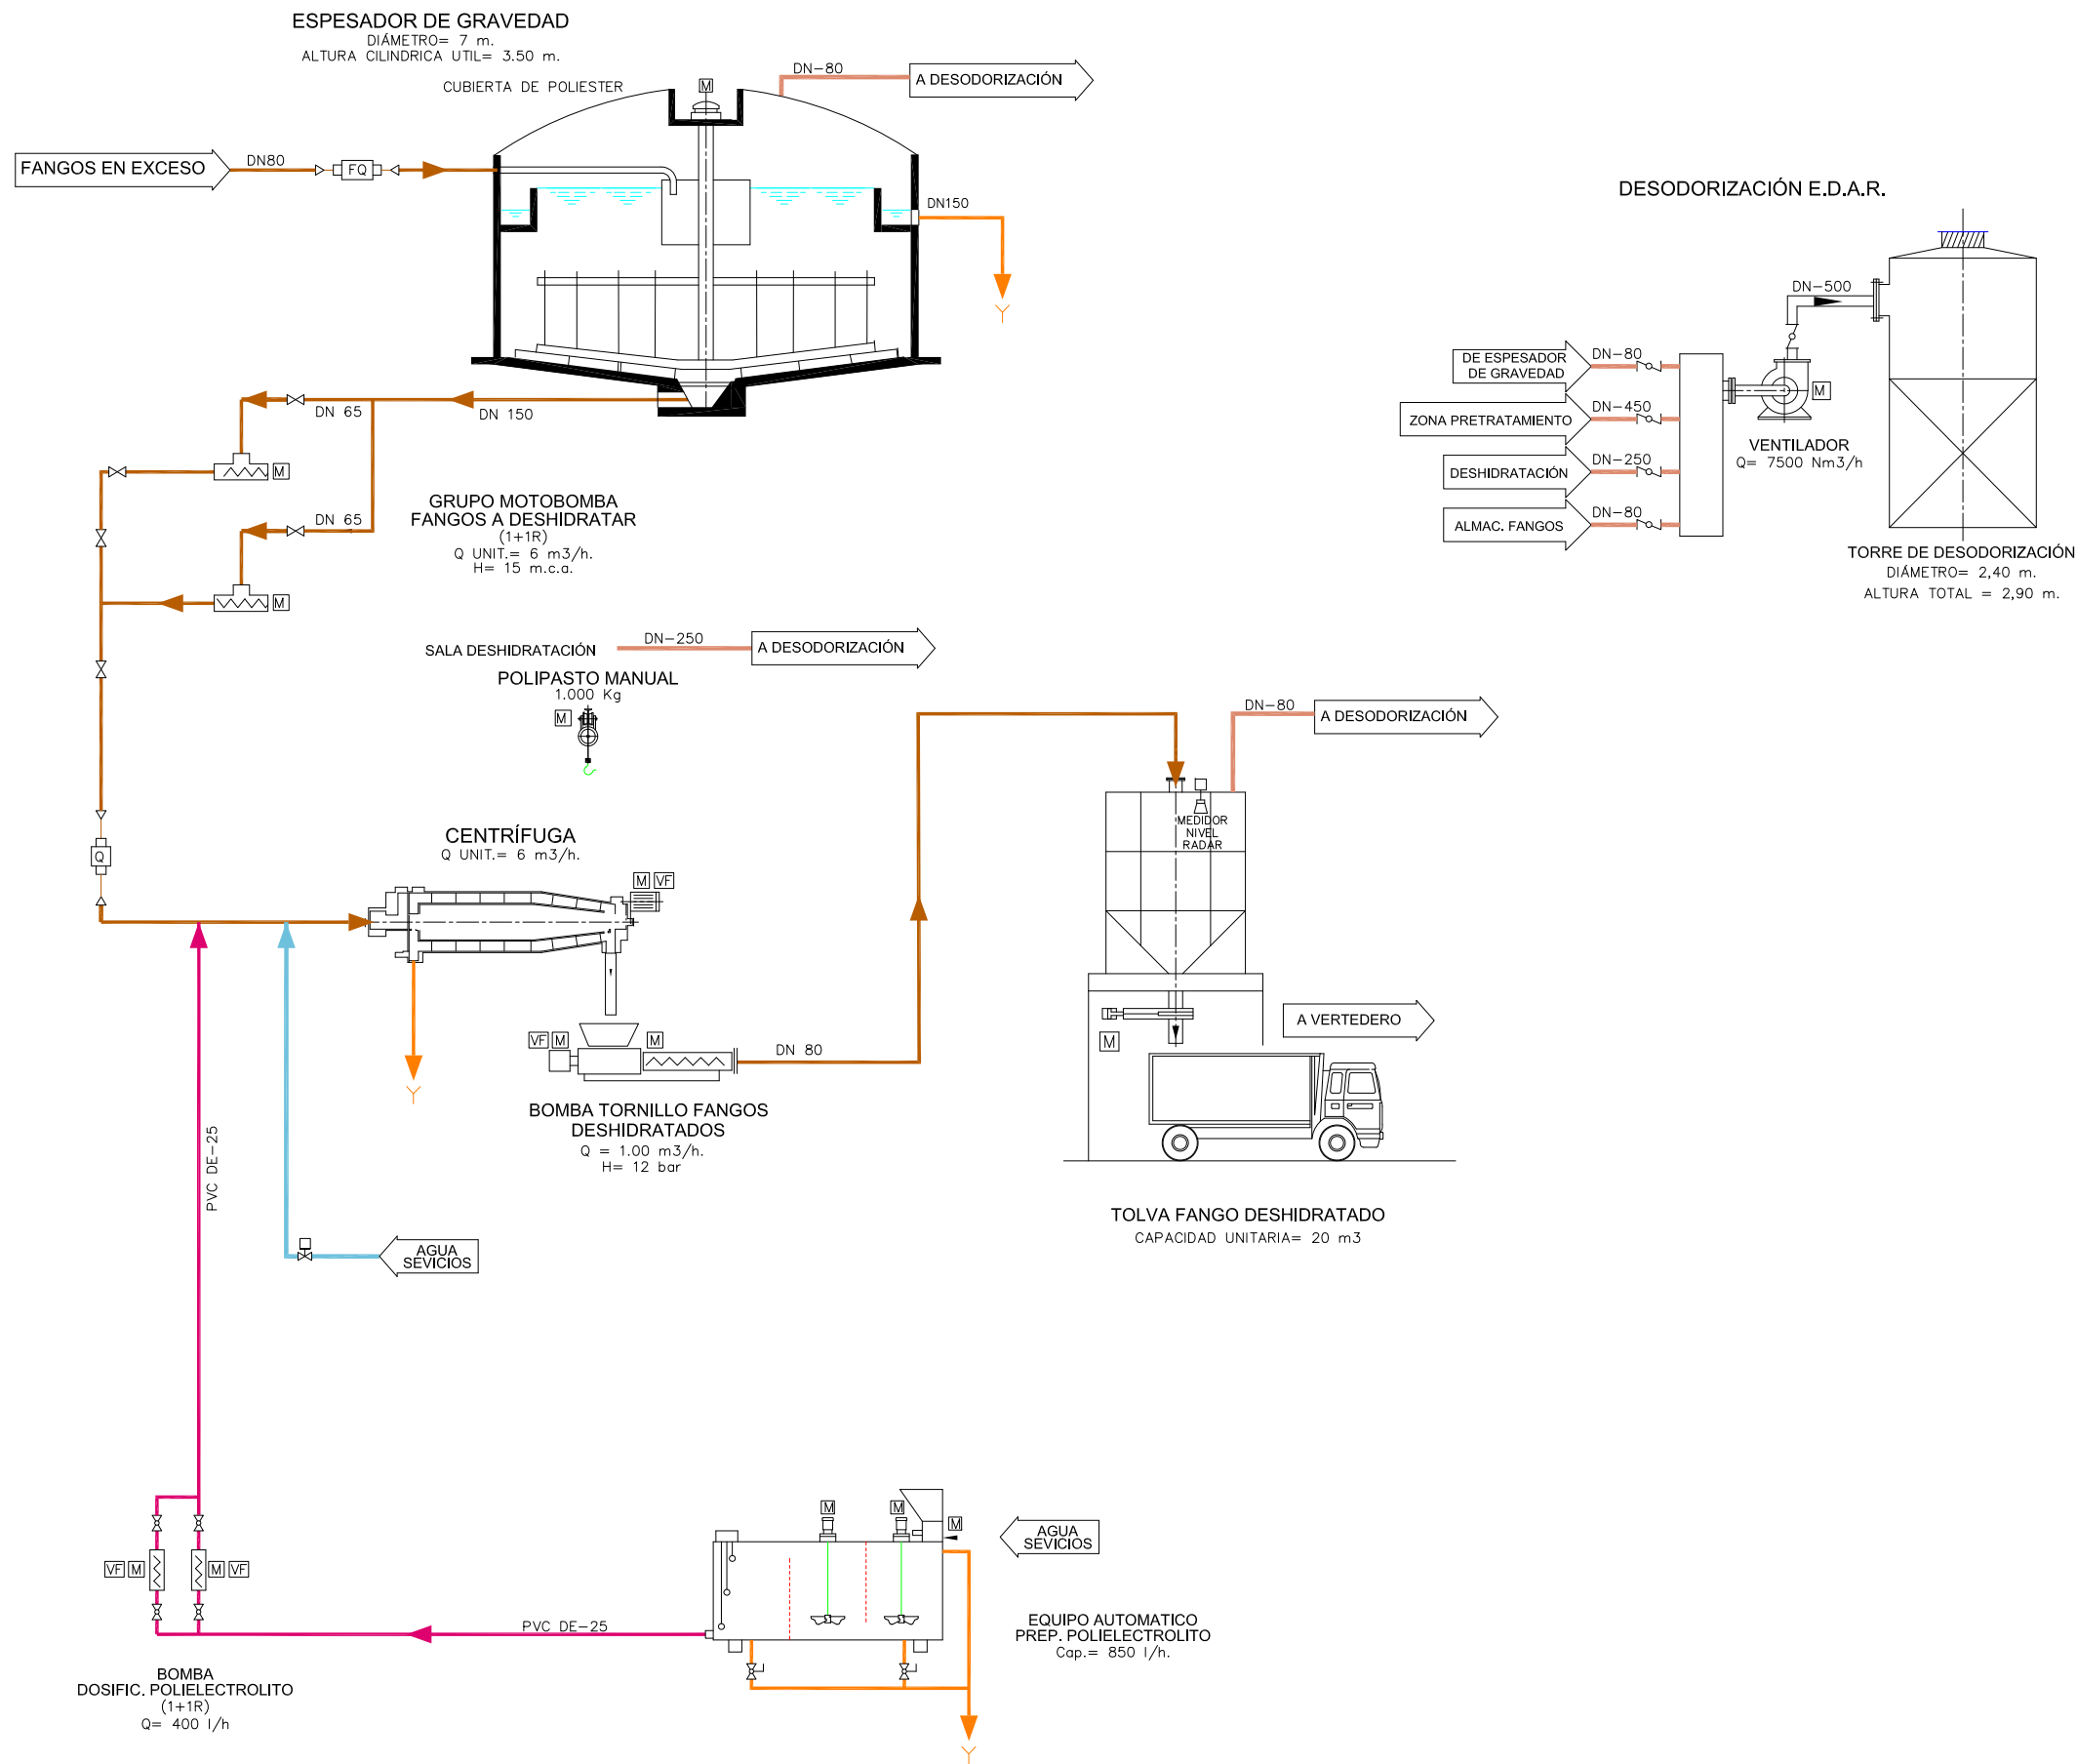 ESPESADOR DE GRAVEDAD
DIÁMETRO= 7 m.
ALTURA CILINDRICA UTIL= 3.50 m.
CUBIERTA DE POLIESTER
M
DN-80
A DESODORIZACIÓN
FANGOS EN EXCESO
DN80
FQ
DN150
Y
DN 65
DN 150
M
GRUPO MOTOBOMBA
FANGOS A DESHIDRATAR
(1+1R)
Q UNIT.= 6 m3/h.
H= 15 m.c.a.
DN 65
M
DESODORIZACIÓN E.D.A.R.
DN-500
DE ESPESADOR
DE GRAVEDAD
DN-80
ZONA PRETRATAMIENTO
DN-450
DESHIDRATACIÓN
DN-250
ALMAC. FANGOS
DN-80
M
VENTILADOR
Q= 7500 Nm3/h
TORRE DE DESODORIZACIÓN
DIÁMETRO= 2,40 m.
ALTURA TOTAL = 2,90 m.
SALA DESHIDRATACIÓN
DN-250
A DESODORIZACIÓN
POLIPASTO MANUAL
1.000 Kg
M
DN-80
A DESODORIZACIÓN
MEDIDOR
NIVEL
RADAR
Q
CENTRÍFUGA
Q UNIT.= 6 m3/h.
M VF
Y
VF M
M
DN 80
BOMBA TORNILLO FANGOS
DESHIDRATADOS
Q = 1.00 m3/h.
H= 12 bar
M
A VERTEDERO
TOLVA FANGO DESHIDRATADO
CAPACIDAD UNITARIA= 20 m3
PVC DE-25
AGUA
SEVICIOS
VF M
M VF
PVC DE-25
BOMBA
DOSIFIC. POLIELECTROLITO
(1+1R)
Q= 400 l/h
M
M
M
AGUA
SEVICIOS
EQUIPO AUTOMATICO
PREP. POLIELECTROLITO
Cap.= 850 l/h.
Y